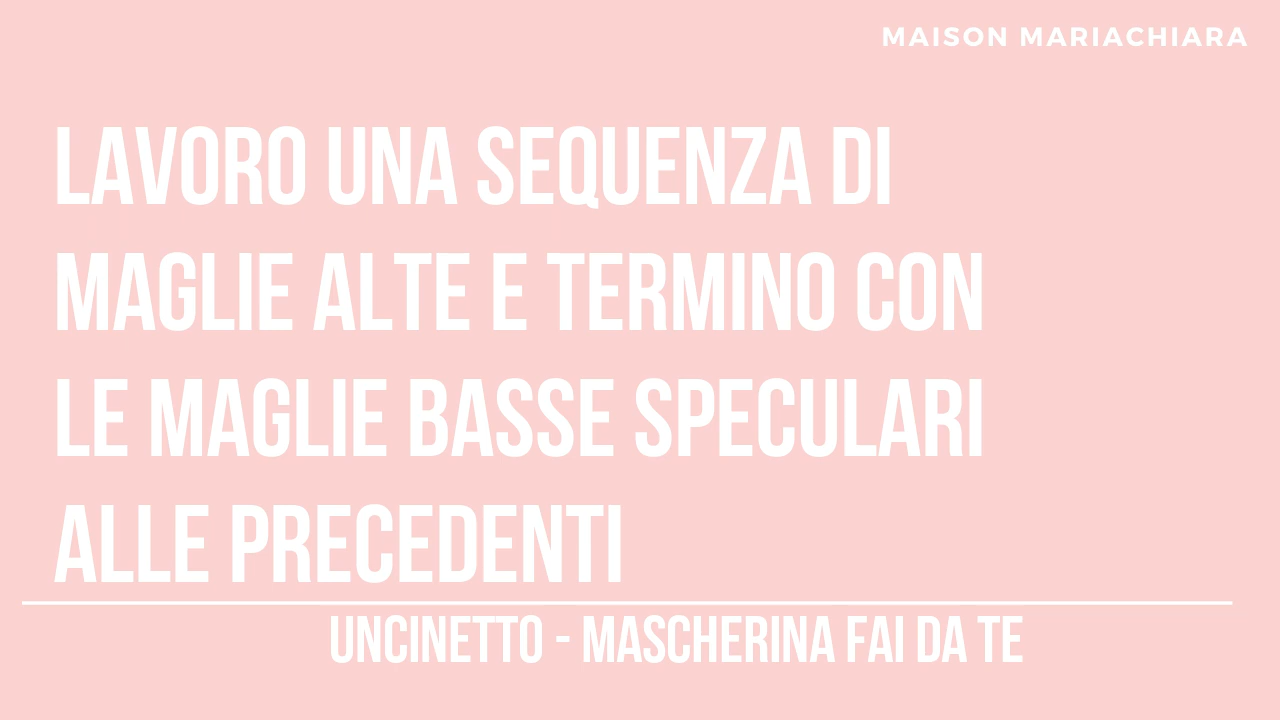 MAISON MARIACHIARA
LAVORO UNA SEQUENZA DI
MAGLIE ALTE E TERMINO CON
LE MAGLIE BASSE SPECULARI
ALLE PRECEDENTI
UNCINETTO - MASCHERINA FAI DA TE